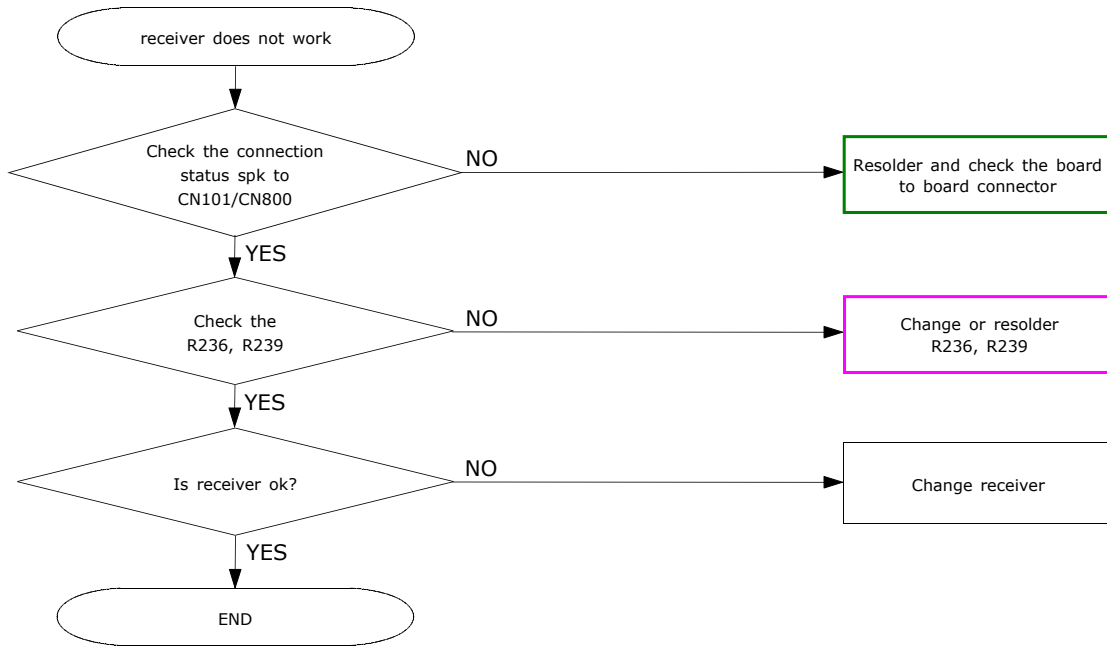 receiver does not work
Check the connection
status spk to
CN101/CN800
NO
Resolder and check the board
to board connector
YES
Check the
R236, R239
NO
Change or resolder
R236, R239
YES
Is receiver ok?
NO
Change receiver
YES
END